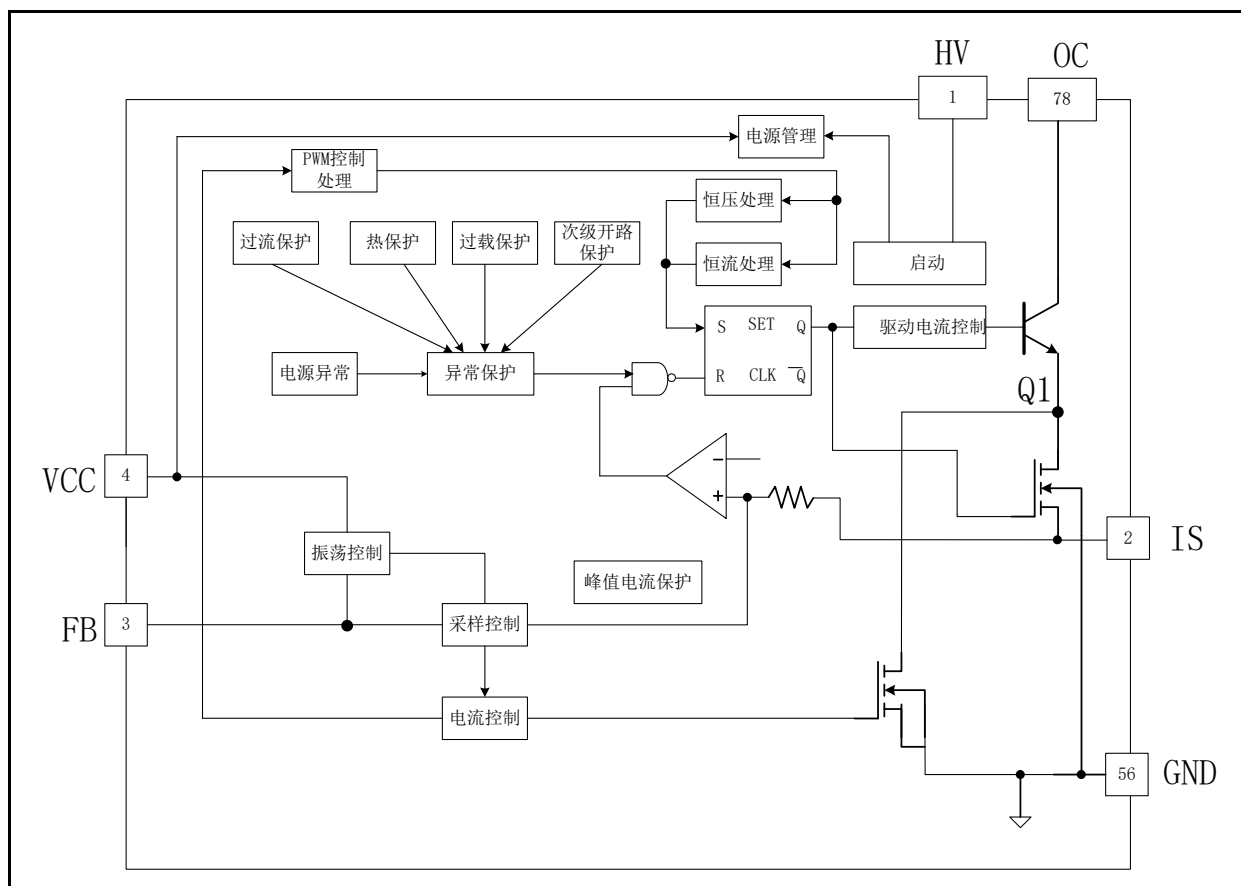 HV
OC
1
78
电源管理
PWM控制
处理
恒压处理
过流保护
热保护
过载保护
次级开路
保护
恒流处理
启动
S
SET
Q
驱动电流控制
电源异常
异常保护
R
CLK
Q
Q1
VCC
4
-
+
2
IS
振荡控制
峰值电流保护
FB
3
采样控制
电流控制
56
GND